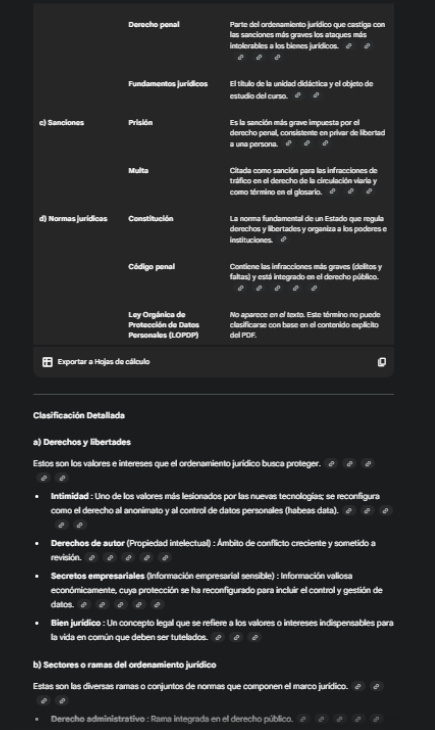 Derecho penal
Parte del ordenamiento jurídico que castiga con
las sanciones más graves los ataques más
intolerables a los bienes jurídicos.
Fundamentos jurídicos
El título de la unidad didáctica y el objeto de
estudio del curso.
c) Sanciones
Prisión
Es la sanción más grave impuesta por el
derecho penal, consistente en privar de libertad
a una persona.
Multa
Citada como sanción para las infracciones de
tráfico en el derecho de la circulación viaria y
como término en el glosario.
d) Normas jurídicas
Constitución
La norma fundamental de un Estado que regula
derechos y libertades y organiza a los poderes e
instituciones.
Código penal
Contiene las infracciones más graves (delitos y
faltas) y está integrado en el derecho público.
Ley Orgánica de
Protección de Datos
Personales (LOPDP)
No aparece en el texto. Este término no puede
clasificarse con base en el contenido explícito
del PDF.
Exportar a Hojas de cálculo
Clasificación Detallada
a) Derechos y libertades
Estos son los valores e intereses que el ordenamiento jurídico busca proteger.
• Intimidad : Uno de los valores más lesionados por las nuevas tecnologías; se reconfigura
como el derecho al anonimato y al control de datos personales (habeas data).
• Derechos de autor (Propiedad intelectual) : Ámbito de conflicto creciente y sometido a
revisión.
• Secretos empresariales (Información empresarial sensible) : Información valiosa
económicamente, cuya protección se ha reconfigurado para incluir el control y gestión de
datos.
• Bien jurídico : Un concepto legal que se refiere a los valores o intereses indispensables para
la vida en común que deben ser tutelados.
b) Sectores o ramas del ordenamiento jurídico
Estas son las diversas ramas o conjuntos de normas que componen el marco jurídico.
• Derecho administrativo : Rama integrada en el derecho público.